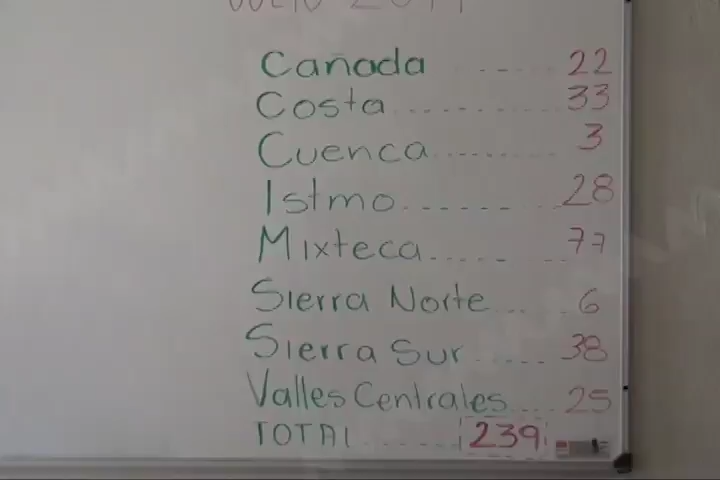 Cañada ---- 22
Costa ......... 33
Cuenca ........ 3
Istmo ........ 28
Mixteca ....... 77
Sierra Norte .... 6
Sierra Sur ..... 38
Valles Centrales .... 25
TOTAL ....... 239